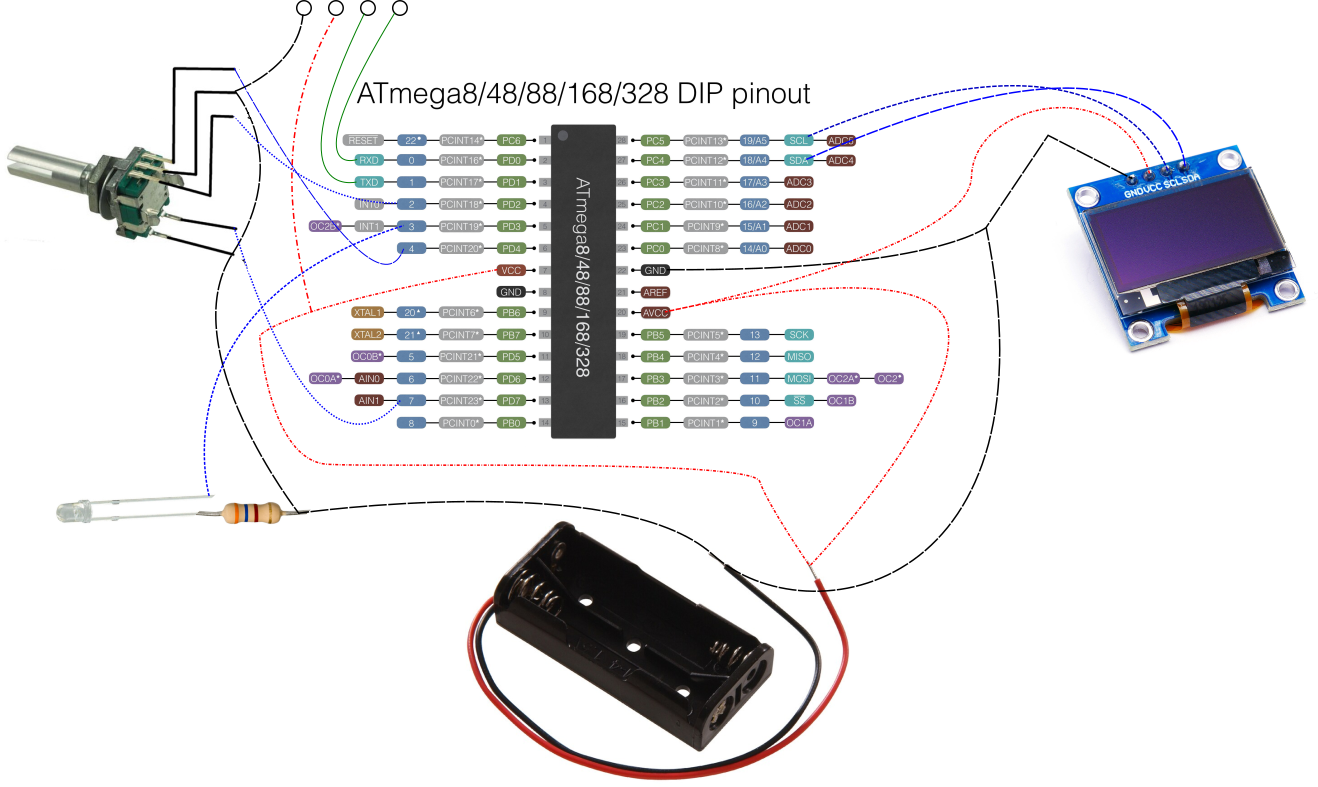 ATmega8/48/88/168/328 DIP pinout
RESET 22* PCINT14* PC6 1 28 PC5 PCINT13* 19/A5 SCL ADC5
RXD 0 PCINT16* PD0 2 27 PC4 PCINT12* 18/A4 SDA ADC4
TXD 1 PCINT17* PD1 3 26 PC3 PCINT11* 17/A3 ADC3
INT0 2 PCINT18* PD2 4 25 PC2 PCINT10* 16/A2 ADC2
OC2B* INT1 3 PCINT19* PD3 5 24 PC1 PCINT9* 15/A1 ADC1
4 PCINT20* PD4 6 23 PC0 PCINT8* 14/A0 ADC0
VCC 7 22 GND
GND 8 21 AREF
XTAL1 20* PCINT6* PB6 9 20 AVCC
XTAL2 21* PCINT7* PB7 10 19 PB5 PCINT5* 13 SCK
OC0B* 5 PCINT21* PD5 11 18 PB4 PCINT4* 12 MISO
OC0A* AIN0 6 PCINT22* PD6 12 17 PB3 PCINT3* 11 MOSI OC2A* OC2*
AIN1 7 PCINT23* PD7 13 16 PB2 PCINT2* 10 SS OC1B
8 PCINT0* PB0 14 15 PB1 PCINT1* 9 OC1A
ATmega8/48/88/168/328
GND VCC SCL SDA